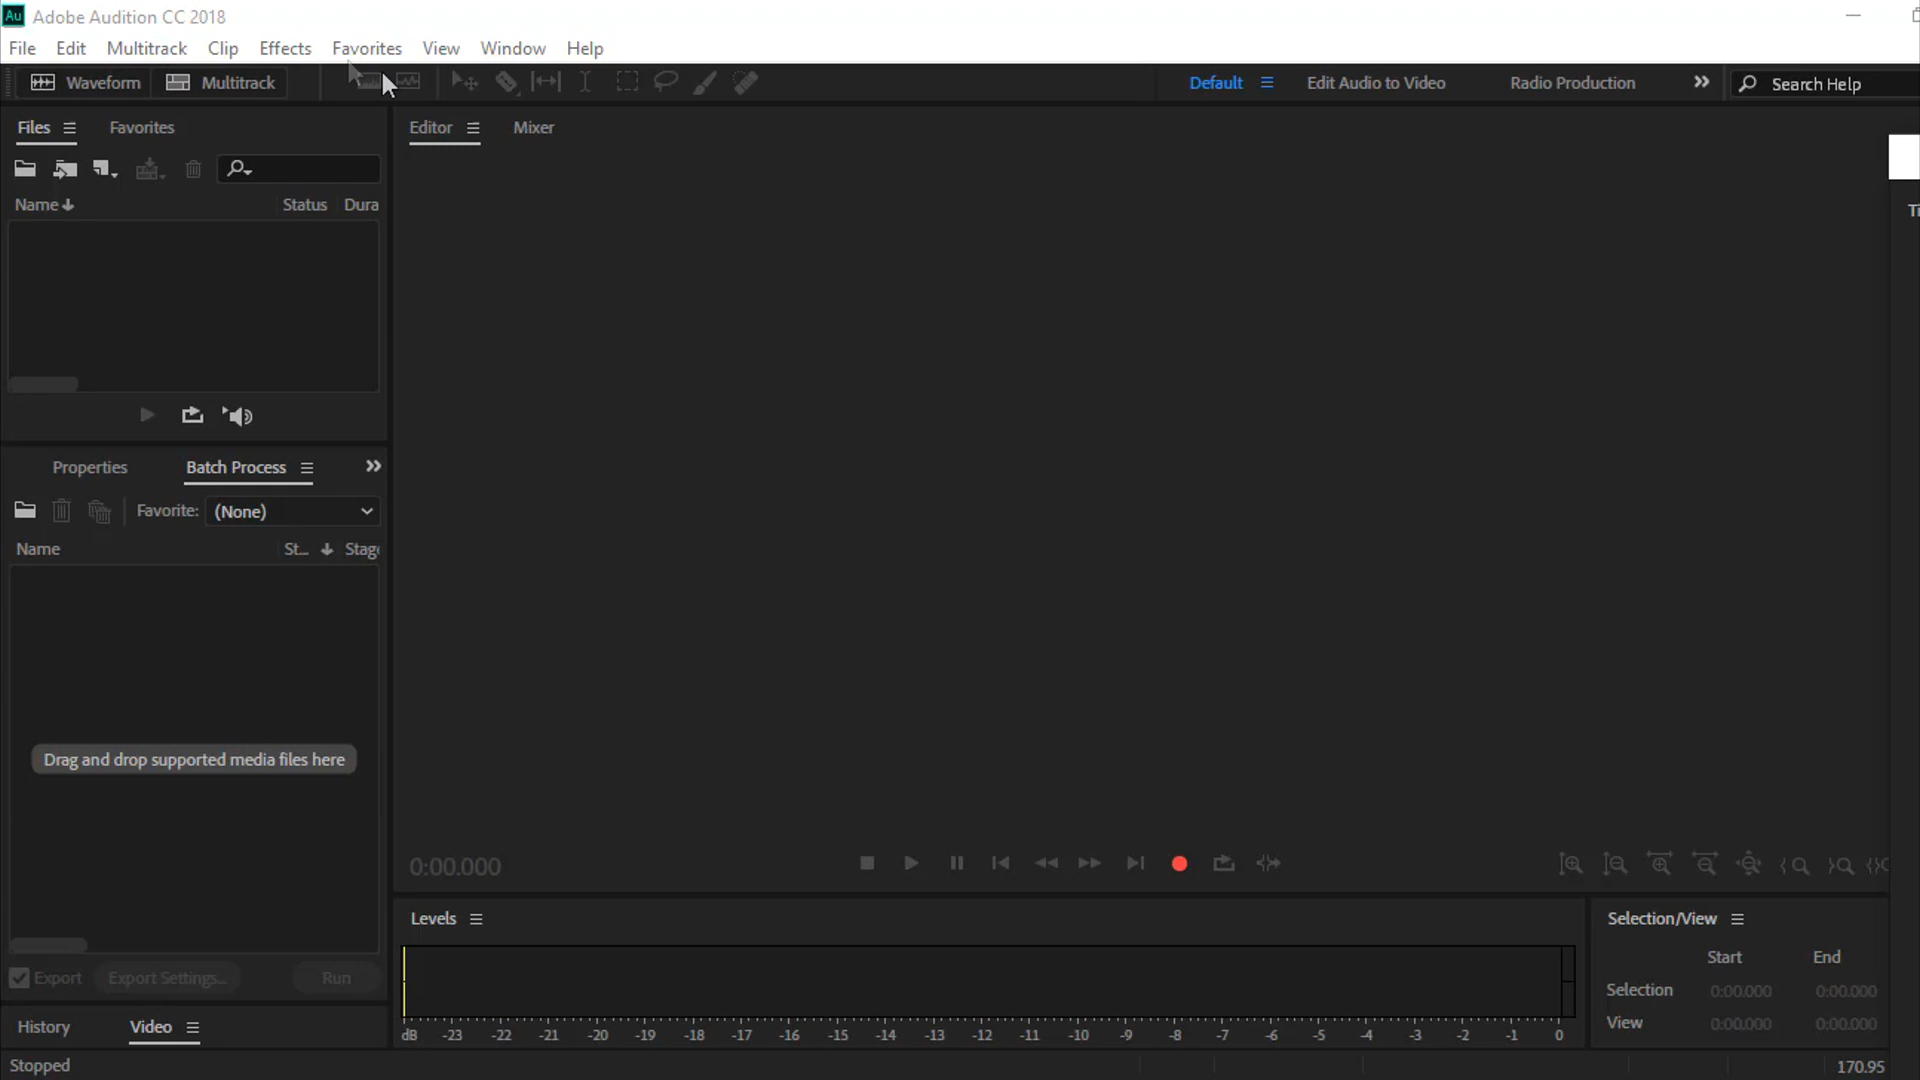 Au Adobe Audition CC 2018
File Edit Multitrack Clip Effects Favorites View Window Help
Waveform Multitrack Default Edit Audio to Video Radio Production Search Help
Files Favorites Editor Mixer
Name Status Dura
Ti
Properties Batch Process
Favorite: (None)
Name St... Stage
Drag and drop supported media files here
0:00.000
Levels Selection/View
Start End
Export Export Settings... Run
Selection 0:00.000 0:00.000
History Video
View 0:00.000 0:00.000
dB -23 -22 -21 -20 -19 -18 -17 -16 -15 -14 -13 -12 -11 -10 -9 -8 -7 -6 -5 -4 -3 -2 -1 0
Stopped 170.95